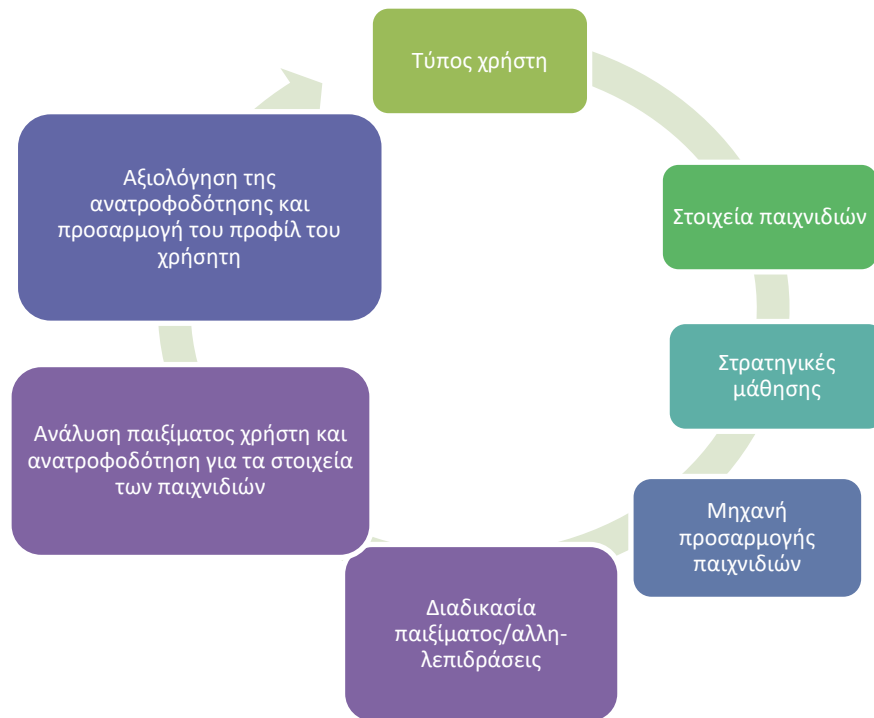 Τύπος χρήστη
Στοιχεία παιχνιδιών
Στρατηγικές
μάθησης
Μηχανή
προσαρμογής
παιχνιδιών
Διαδικασία
παιξίματος/αλλη-
λεπιδράσεις
Ανάλυση παιξίματος χρήστη και
ανατροφοδότηση για τα στοιχεία
των παιχνιδιών
Αξιολόγηση της
ανατροφοδότησης και
προσαρμογή του προφίλ του
χρήσητη